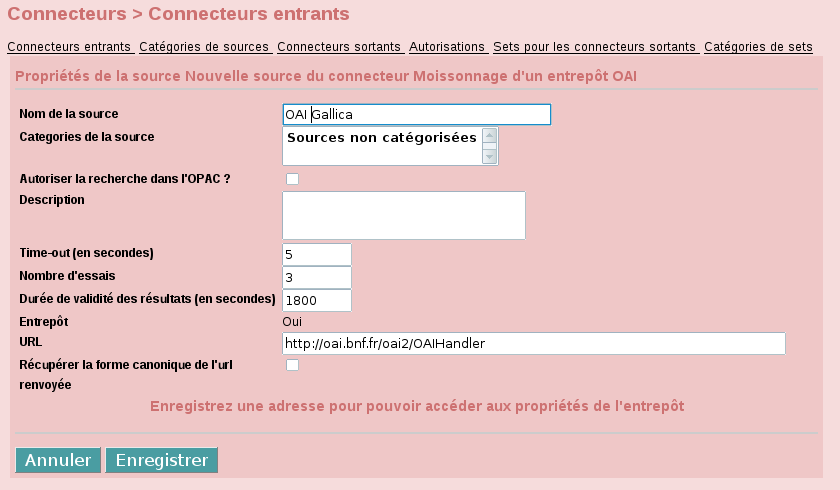 Connecteurs > Connecteurs entrants
Connecteurs entrants Catégories de sources Connecteurs sortants Autorisations Sets pour les connecteurs sortants Catégories de sets
Propriétés de la source Nouvelle source du connecteur Moissonnage d'un entrepôt OAI
Nom de la source OAI Gallica
Categories de la source Sources non catégorisées
Autoriser la recherche dans l'OPAC ?
Description
Time-out (en secondes) 5
Nombre d'essais 3
Durée de validité des résultats (en secondes) 1800
Entrepôt Oui
URL http://oai.bnf.fr/oai2/OAIHandler
Récupérer la forme canonique de l'url
renvoyée
Enregistrez une adresse pour pouvoir accéder aux propriétés de l'entrepôt
Annuler Enregistrer